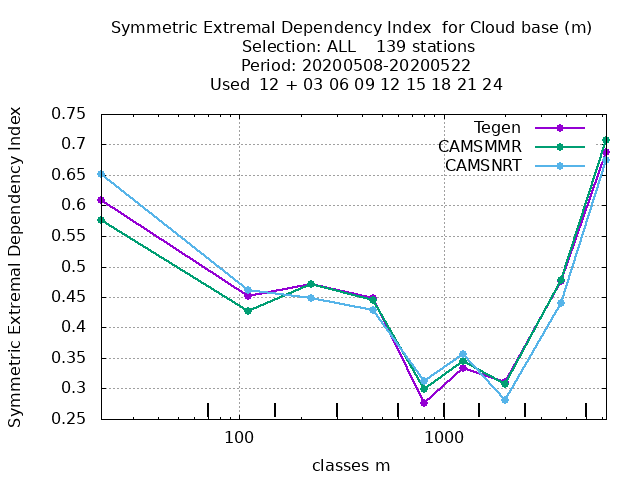 Symmetric Extremal Dependency Index  for Cloud base (m)
Selection: ALL    139 stations
Period: 20200508-20200522
Used  12 + 03 06 09 12 15 18 21 24
Symmetric Extremal Dependency Index
0.75
0.7
0.65
0.6
0.55
0.5
0.45
0.4
0.35
0.3
0.25
Tegen
CAMSMMR
CAMSNRT
100
1000
classes m